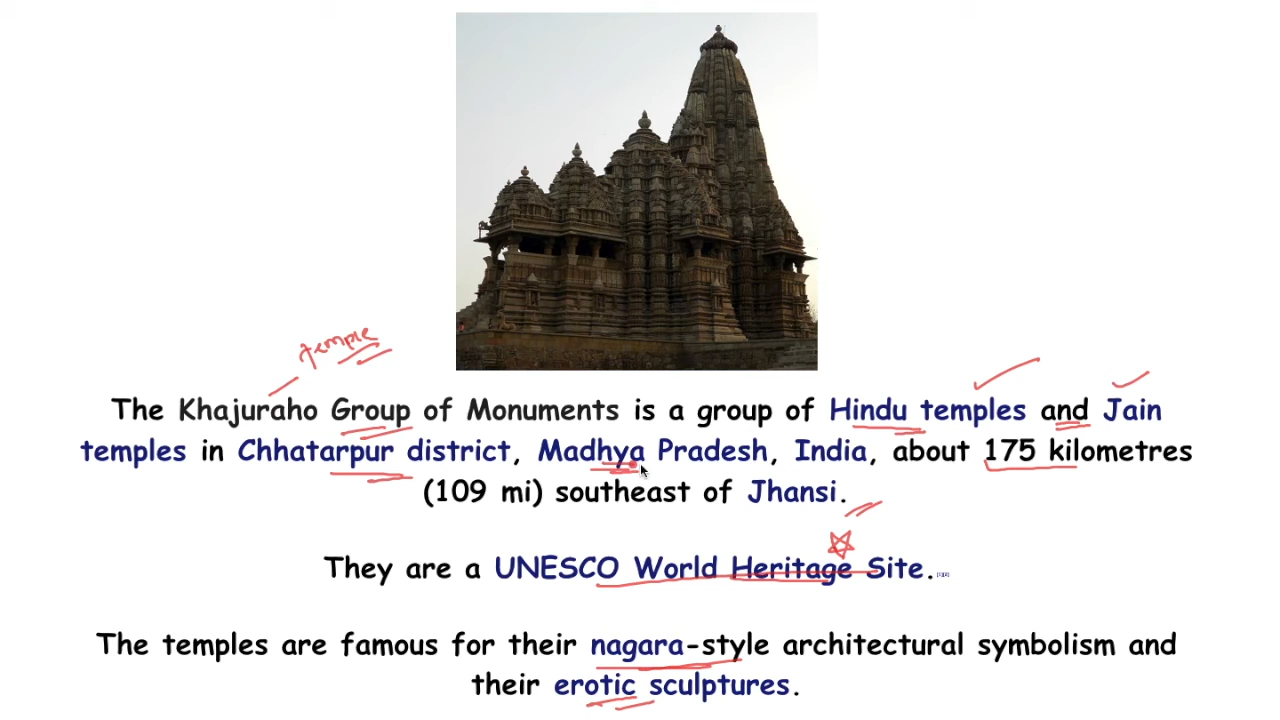 temple
The Khajuraho Group of Monuments is a group of Hindu temples and Jain
temples in Chhatarpur district, Madhya Pradesh, India, about 175 kilometres
(109 mi) southeast of Jhansi.
They are a UNESCO World Heritage Site.
The temples are famous for their nagara-style architectural symbolism and
their erotic sculptures.